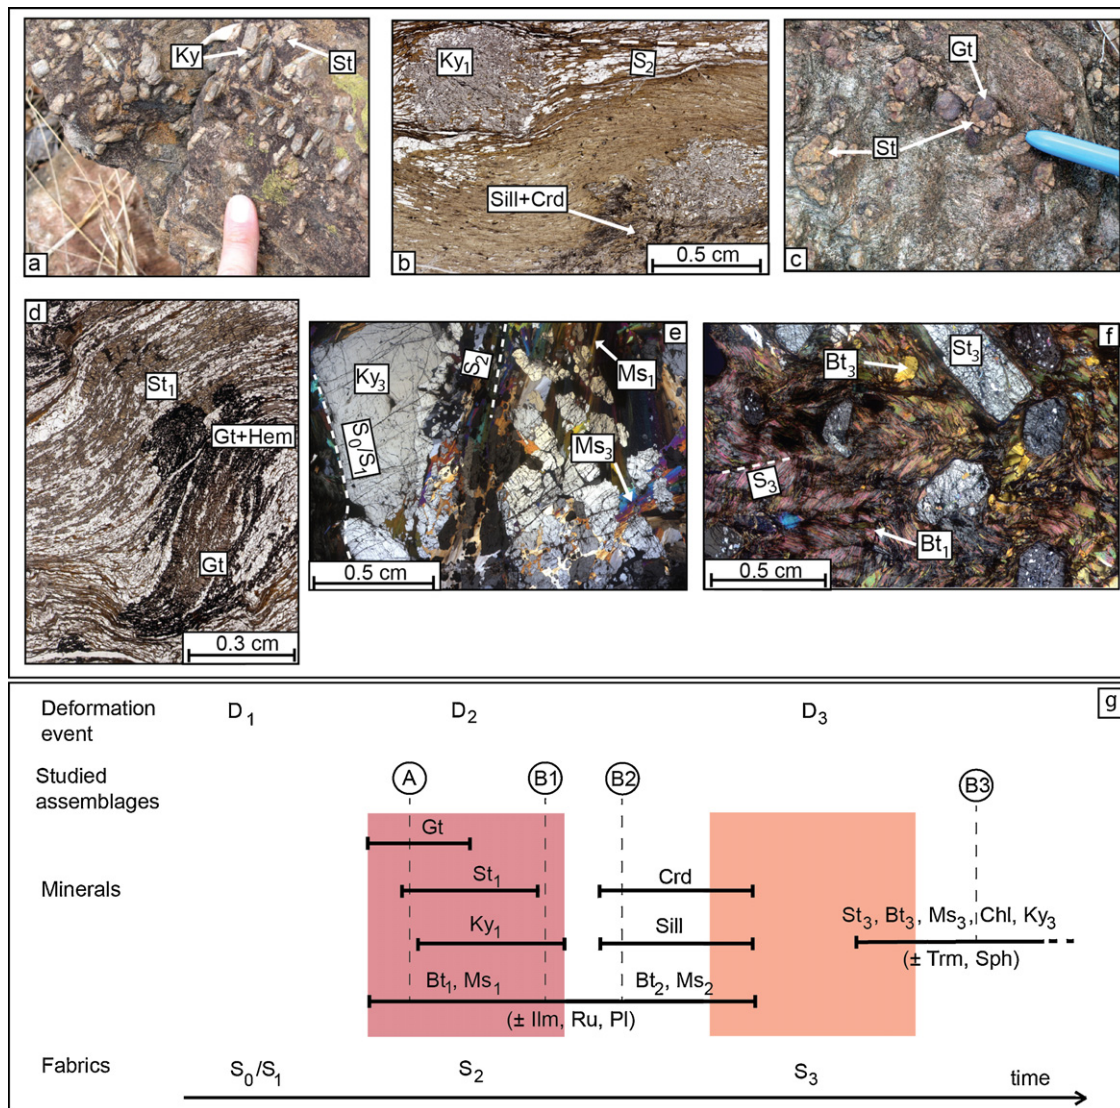 Ky
St
a
Ky1
S2
Sill+Crd
0.5 cm
b
Gt
St
c
d
St1
Gt+Hem
Gt
0.3 cm
e
Ky3
S2
Ms1
S0/S1
Ms3
0.5 cm
f
St3
Bt3
S3
Bt1
0.5 cm
g
Deformation event
D1
D2
D3
Studied assemblages
A
B1
B2
B3
Minerals
Gt
St1
Crd
St3, Bt3, Ms3, Chl, Ky3
Ky1
Sill
(± Trm, Sph)
Bt1, Ms1
Bt2, Ms2
(± Ilm, Ru, Pl)
Fabrics
S0/S1
S2
S3
time